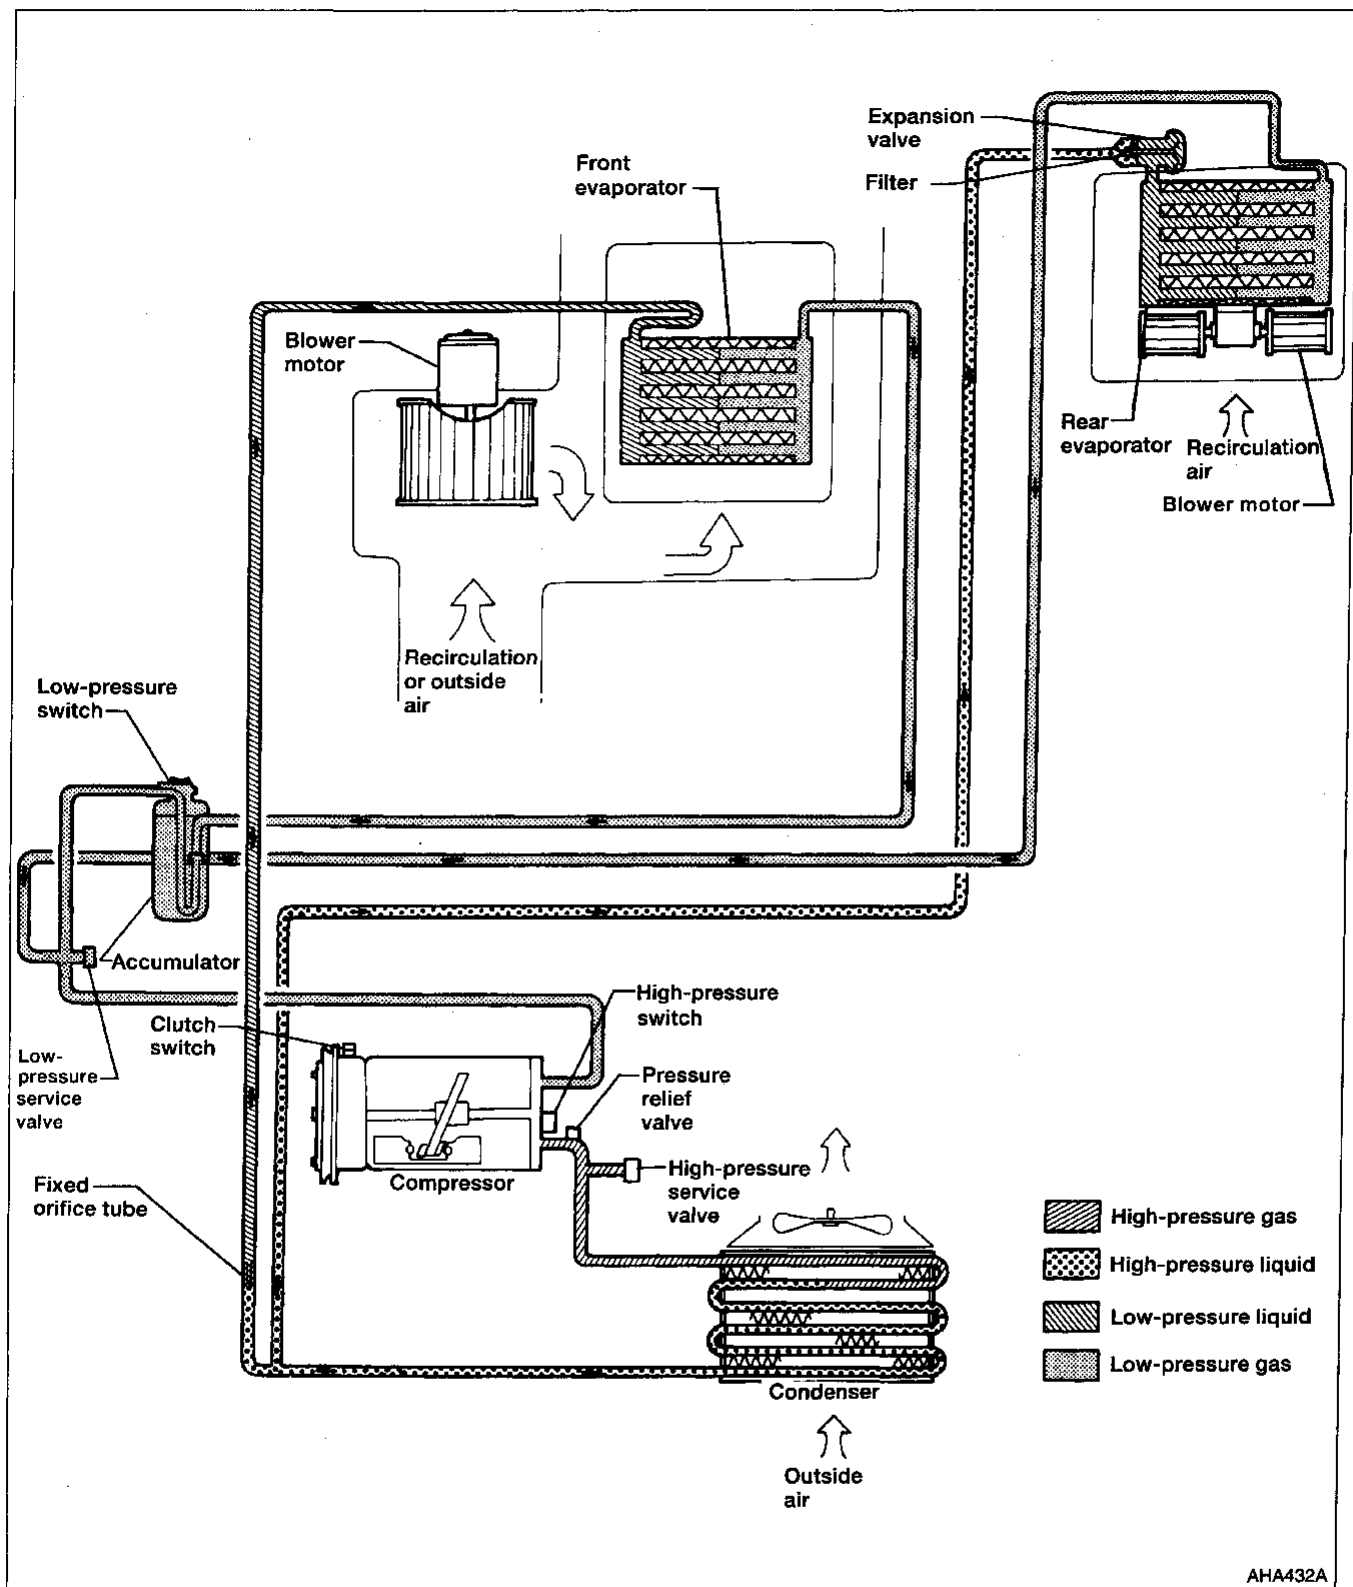 Expansion
valve
Front
evaporator
Filter
Blower
motor
Rear
evaporator
Recirculation
air
Blower motor
Recirculation
or outside
air
Low-pressure
switch
Accumulator
High-pressure
switch
Clutch
switch
Low-
pressure
service
valve
Pressure
relief
valve
Compressor
High-pressure
service
valve
Fixed
orifice tube
High-pressure gas
High-pressure liquid
Low-pressure liquid
Low-pressure gas
Condenser
Outside
air
AHA432A